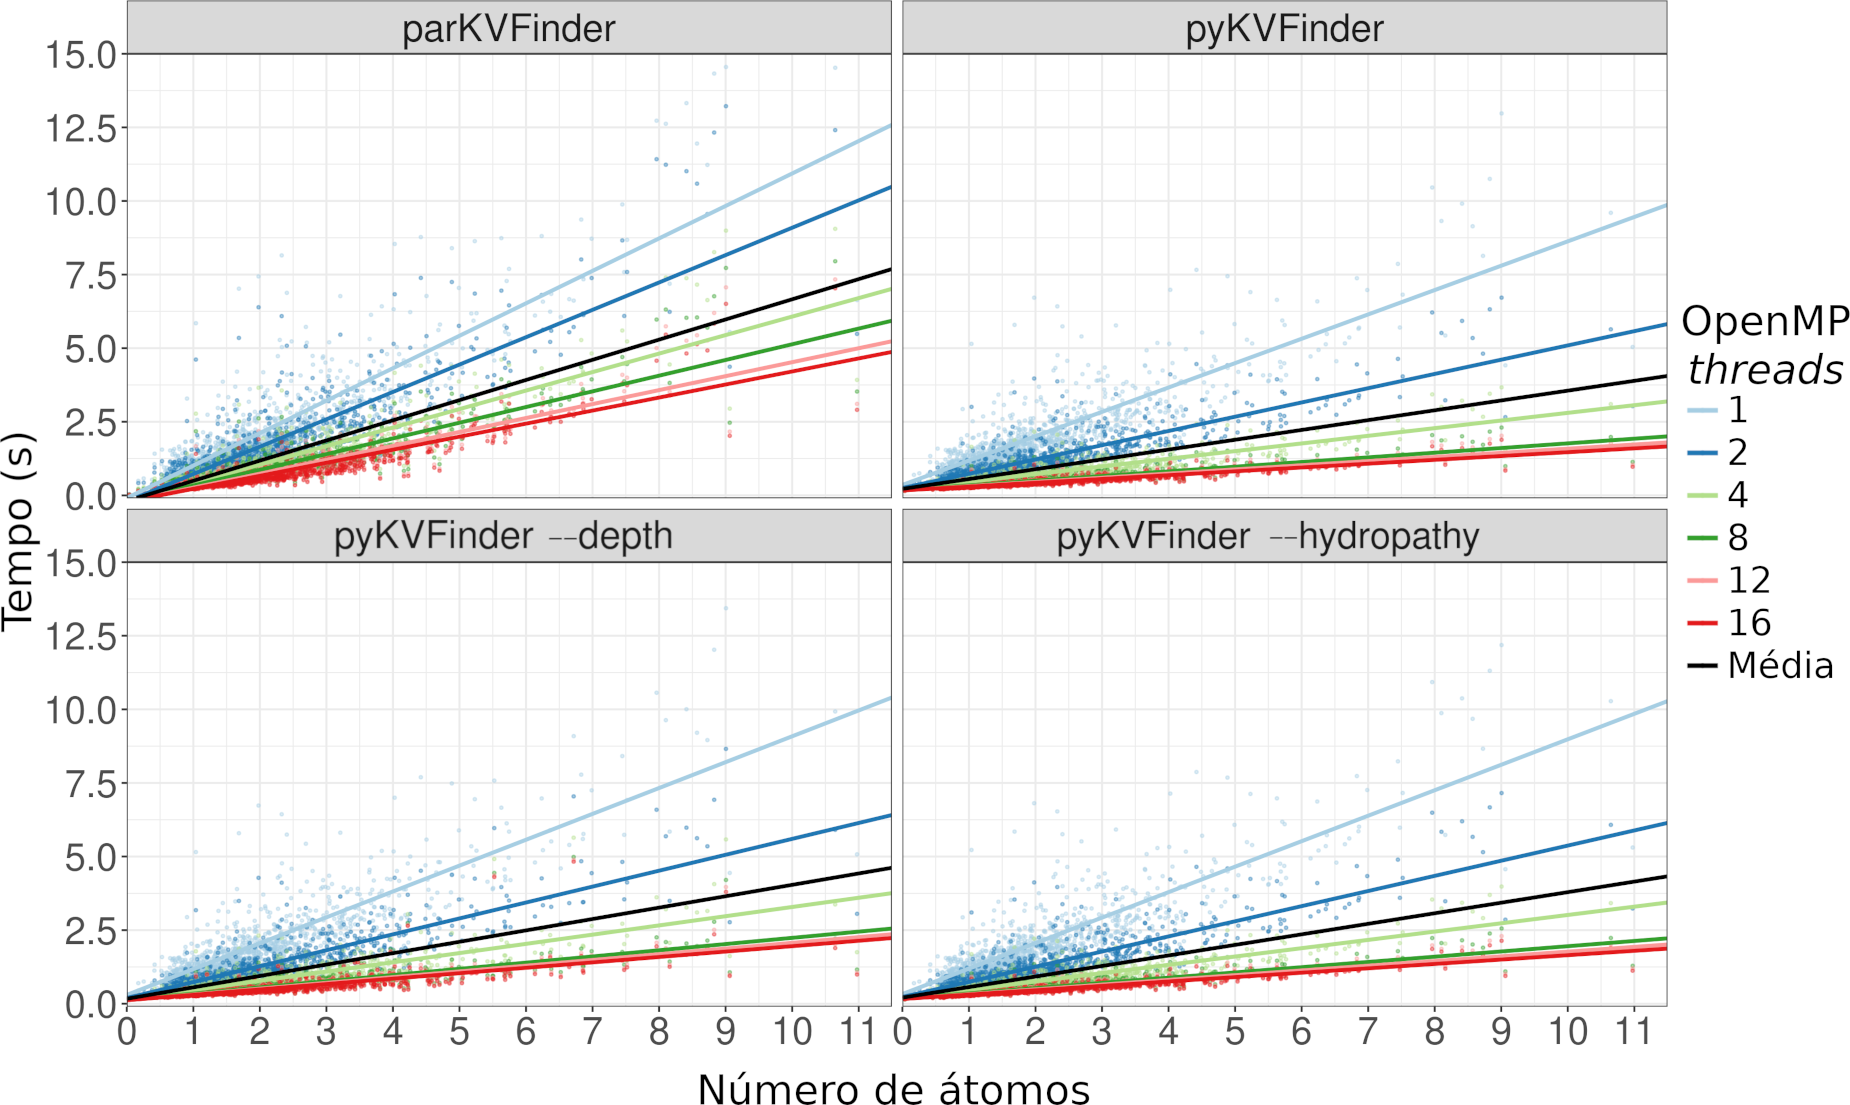 parKVFinder
pyKVFinder
15.0
12.5
10.0
7.5
5.0
2.5
0.0
pyKVFinder --depth
pyKVFinder --hydropathy
15.0
12.5
10.0
7.5
5.0
2.5
0.0
0 1 2 3 4 5 6 7 8 9 10 11
0 1 2 3 4 5 6 7 8 9 10 11
Tempo (s)
Número de átomos
OpenMP
threads
1
2
4
8
12
16
Média